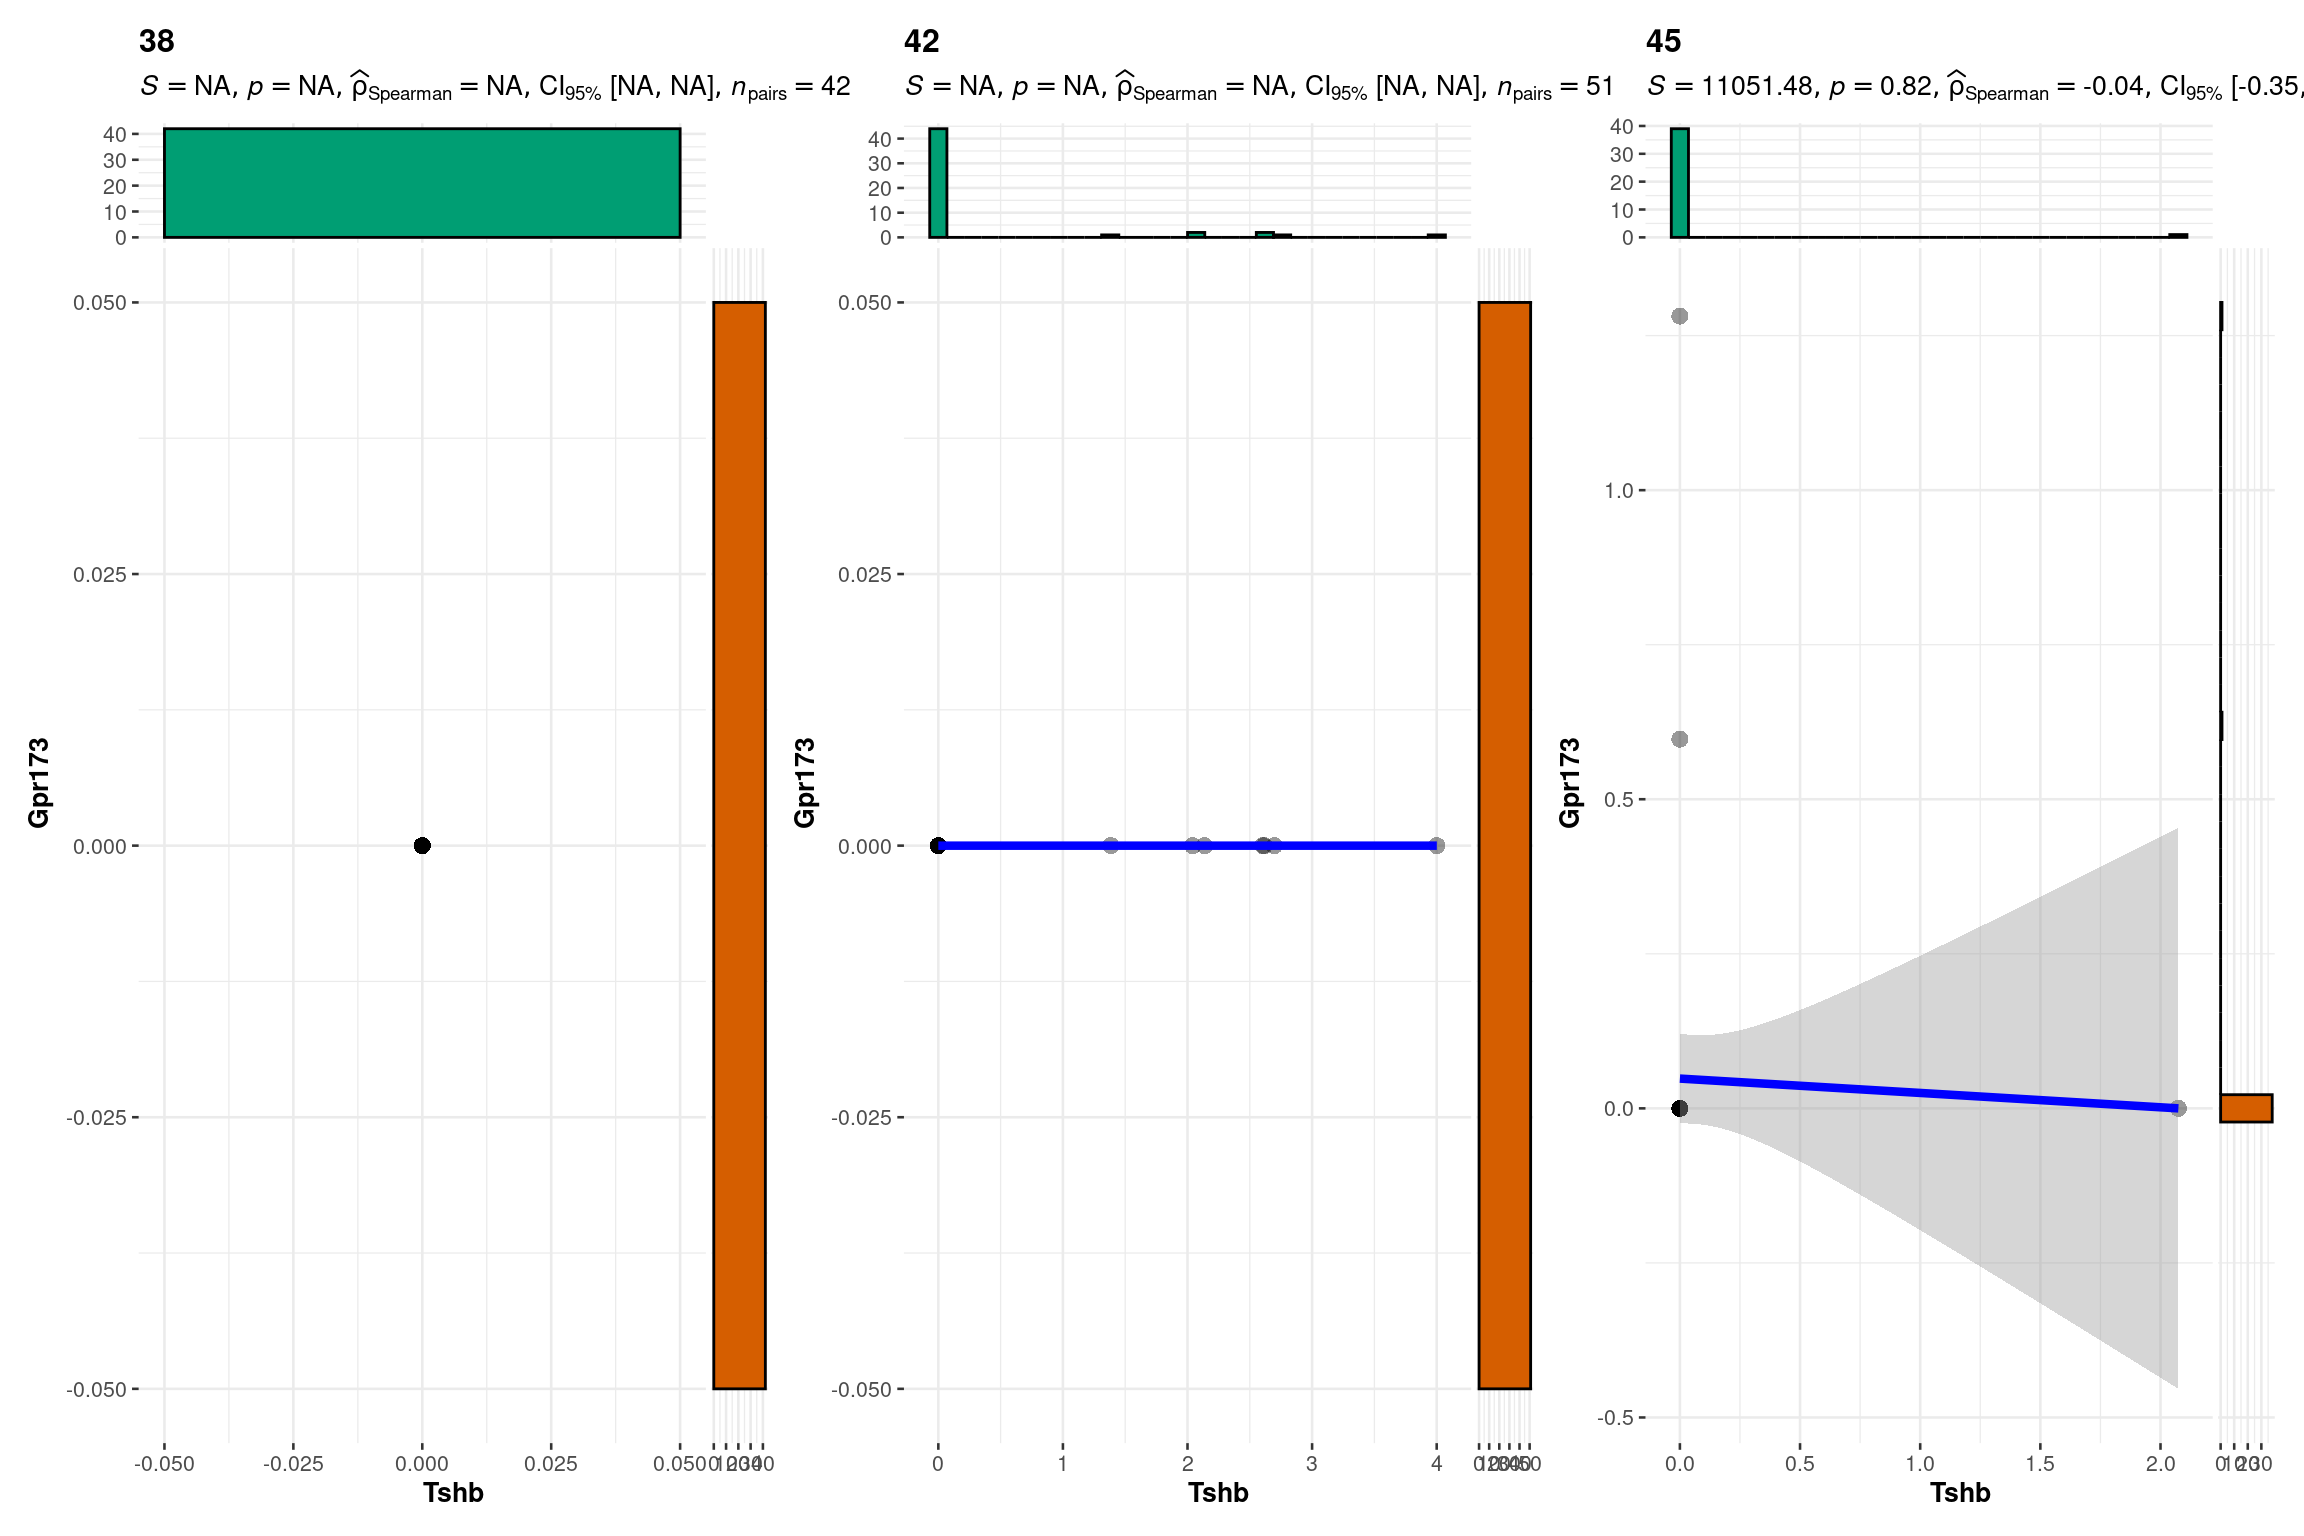 38
S = NA, p = NA, ρ̂Spearman = NA, CI95% [NA, NA], npairs = 42
40
30
20
10
0
0.050
0.025
0.000
-0.025
-0.050
Gpr173
-0.050 -0.025 0.000 0.025 0.050
Tshb
42
S = NA, p = NA, ρ̂Spearman = NA, CI95% [NA, NA], npairs = 51
40
30
20
10
0
0.050
0.025
0.000
-0.025
-0.050
Gpr173
0 1 2 3 4
Tshb
45
S = 11051.48, p = 0.82, ρ̂Spearman = -0.04, CI95% [-0.35,
40
30
20
10
0
1.0
0.5
0.0
-0.5
Gpr173
0.0 0.5 1.0 1.5 2.0
Tshb